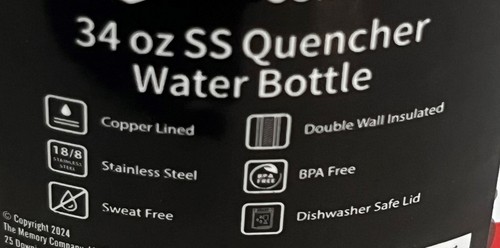 34 oz SS Quencher
Water Bottle
Copper Lined
Double Wall Insulated
18/8
STAINLESS
STEEL
Stainless Steel
BPA
FREE
BPA Free
Sweat Free
Dishwasher Safe Lid
© Copyright 2024
The Memory Company,